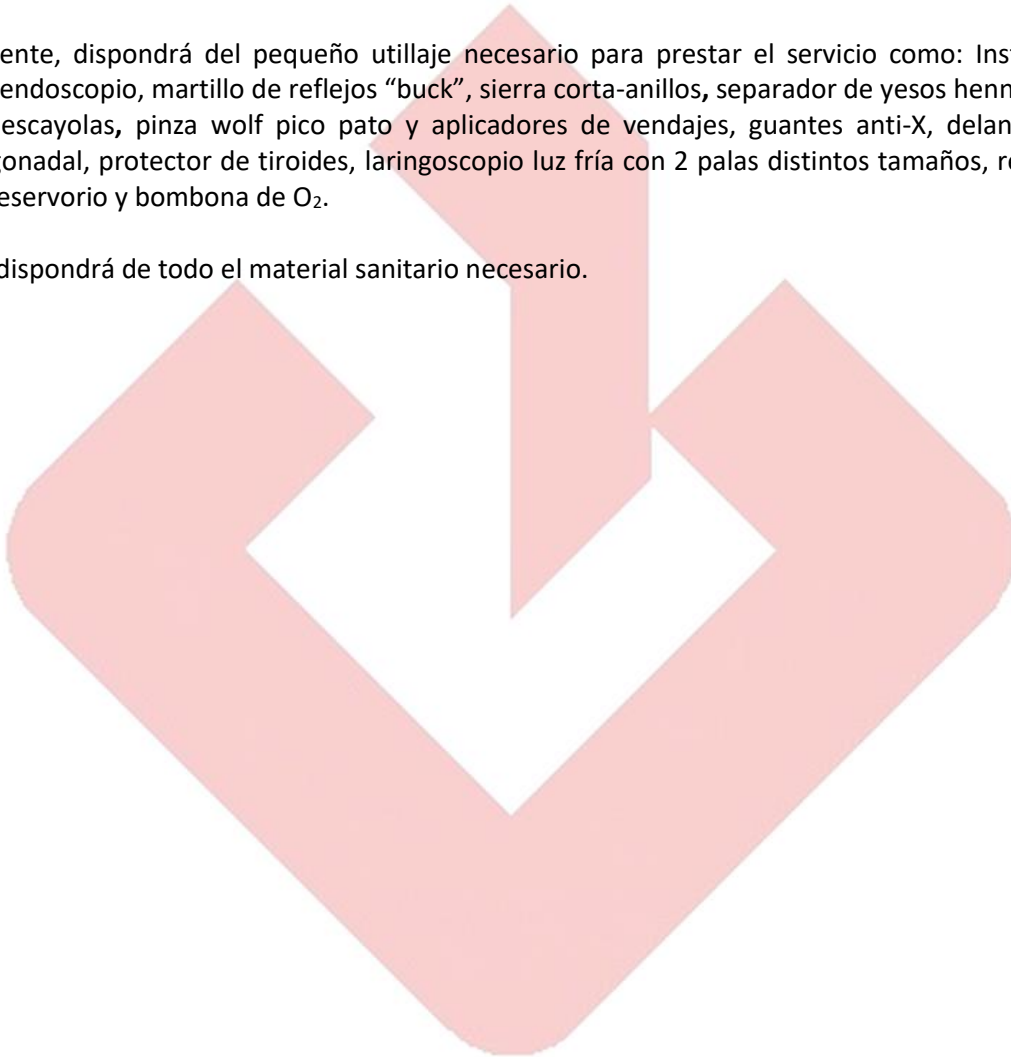 ente, dispondrá del pequeño utillaje necesario para prestar el servicio como: Inst
endoscopio, martillo de reflejos “buck”, sierra corta-anillos, separador de yesos henn
escayolas, pinza wolf pico pato y aplicadores de vendajes, guantes anti-X, delan
gonadal, protector de tiroides, laringoscopio luz fría con 2 palas distintos tamaños, re
reservorio y bombona de O₂.
dispondrá de todo el material sanitario necesario.